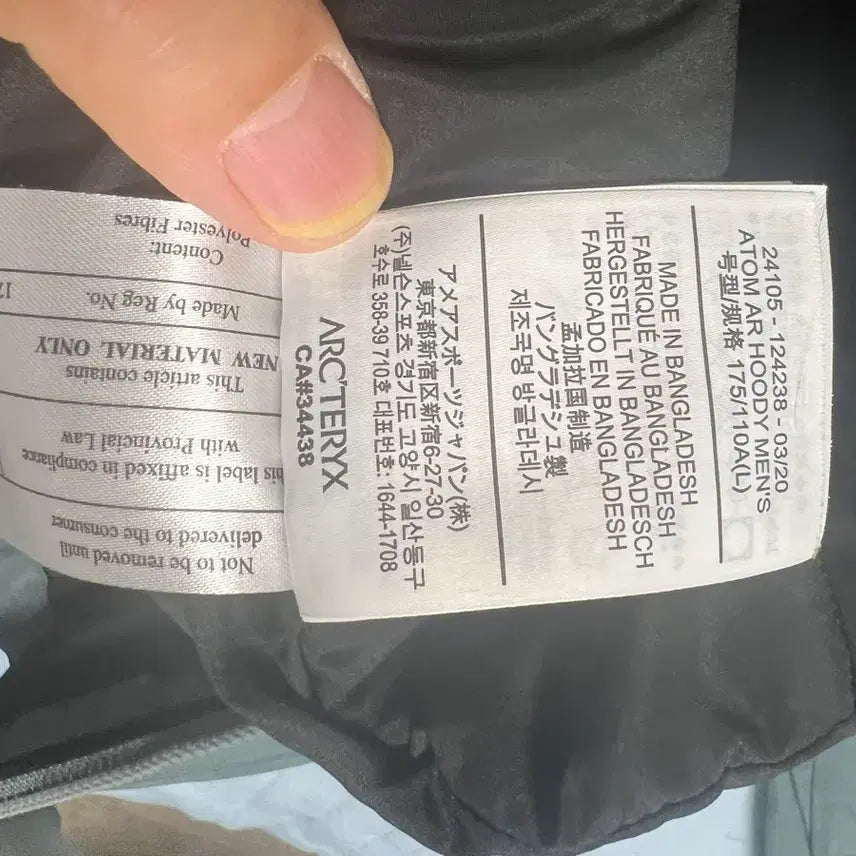 24105 - 124238 - 03/20
ATOM AR HOODY MEN'S
号型/规格 175/110A(L)
MADE IN BANGLADESH
FABRIQUÉ AU BANGLADESH
HERGESTELLT IN BANGLADESCH
FABRICADO EN BANGLADESH
孟加拉国制造
バングラデシュ製
제조국명 방글라데시
アメアスポーツジャパン(株)
東京都新宿区新宿6-27-30
(주)넬슨스포츠 경기도 고양시 일산동구
호수로 358-39 710호 대표번호: 1644-1708
ARC'TERYX
CA#34438
Not to be removed until
delivered to the consumer
This label is affixed in compliance
with Provincial Law
This article contains
NEW MATERIAL ONLY
Made by Reg No.
Content:
Polyester Fibres